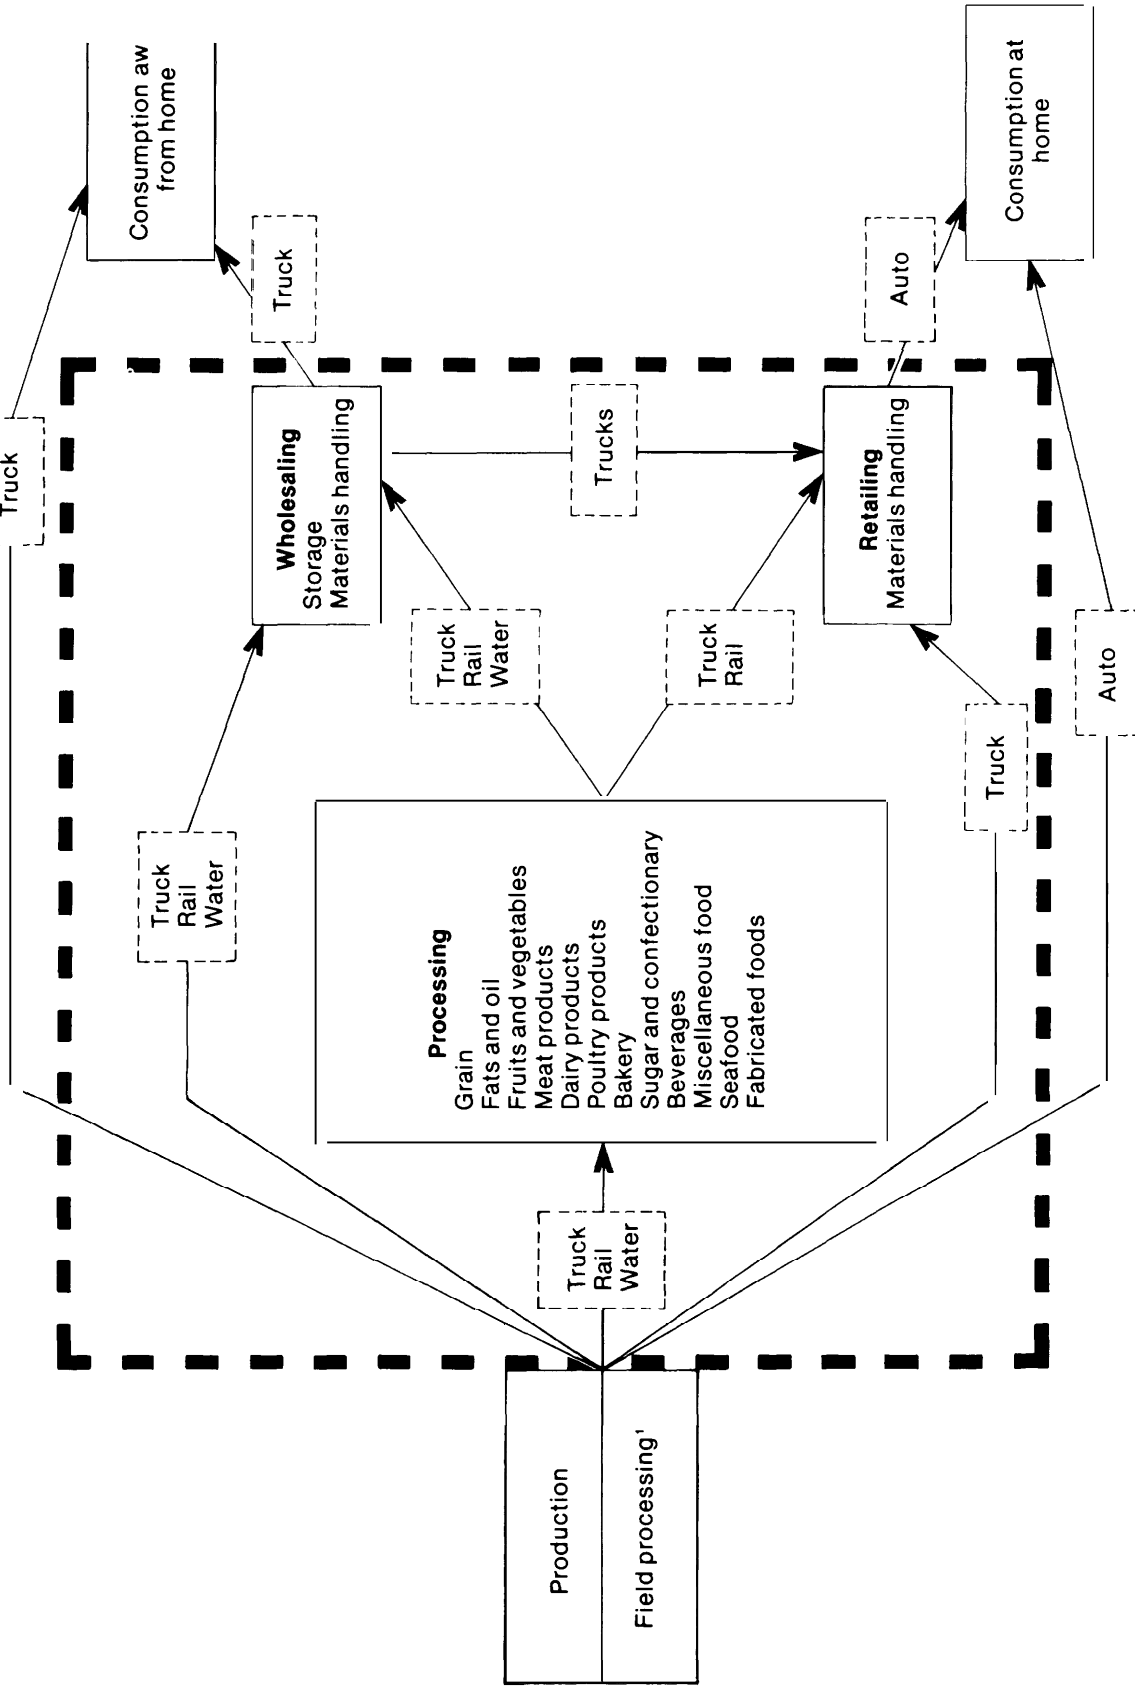 Truck
Consumption aw
from home
Truck
Rail
Water
Truck
Wholesaling
Storage
Materials handling
Truck
Rail
Water
Processing
Grain
Fats and oil
Fruits and vegetables
Meat products
Dairy products
Poultry products
Bakery
Sugar and confectionary
Beverages
Miscellaneous food
Seafood
Fabricated foods
Production
Field processing¹
Truck
Rail
Water
Trucks
Truck
Rail
Retailing
Materials handling
Auto
Truck
Consumption at
home
Auto